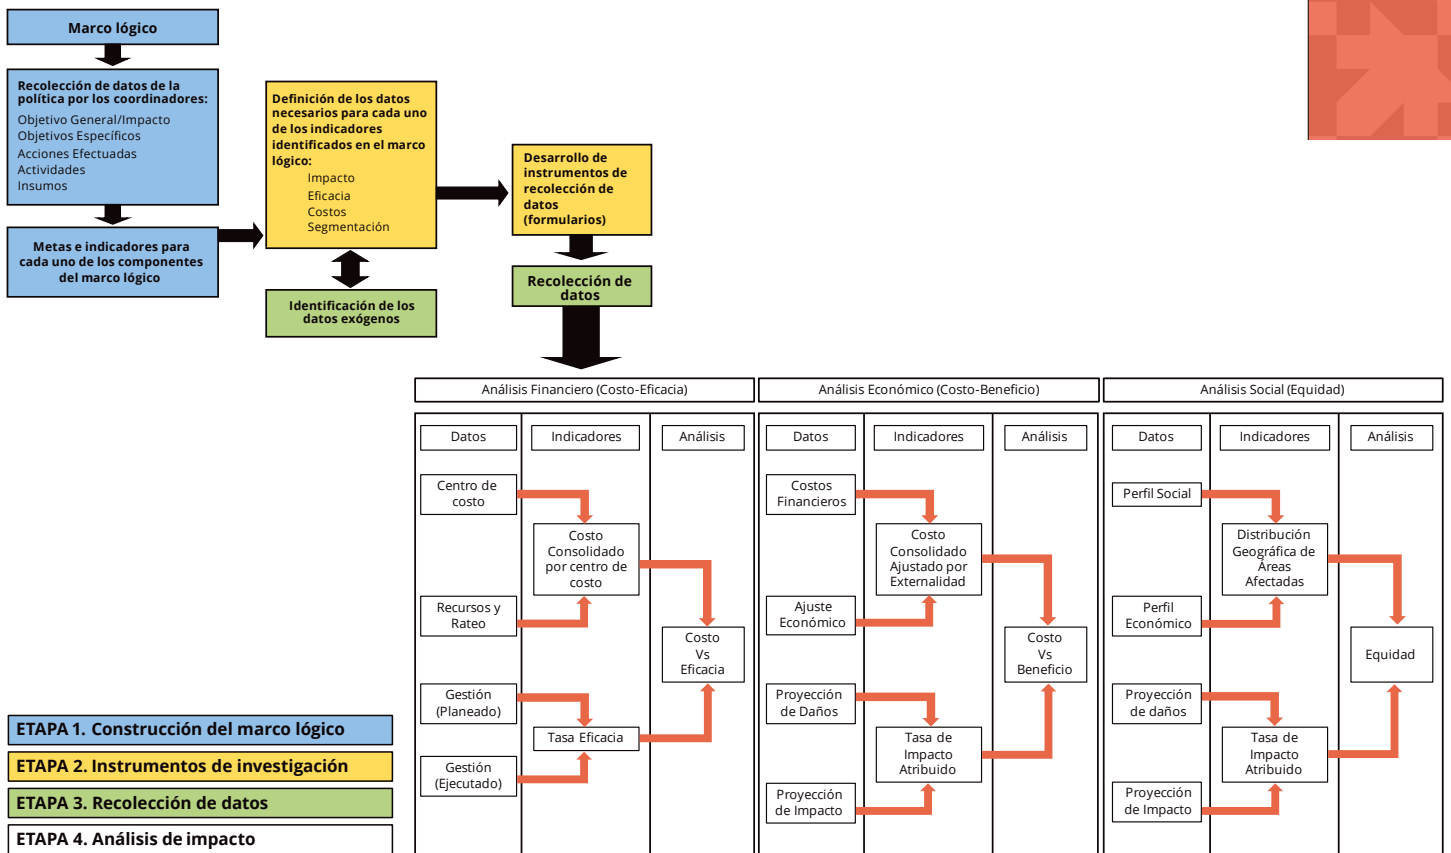 Marco lógico
Recolección de datos de la
política por los coordinadores:
Objetivo General/Impacto
Objetivos Específicos
Acciones Efectuadas
Actividades
Insumos
Metas e indicadores para
cada uno de los componentes
del marco lógico
Definición de los datos
necesarios para cada uno
de los indicadores
identificados en el marco
lógico:
Impacto
Eficacia
Costos
Segmentación
Identificación de los
datos exógenos
Desarrollo de
instrumentos de
recolección de
datos
(formularios)
Recolección de
datos
Análisis Financiero (Costo-Eficacia)
Datos
Indicadores
Análisis
Centro de
costo
Recursos y
Rateo
Gestión
(Planeado)
Gestión
(Ejecutado)
Costo
Consolidado
por centro de
costo
Tasa Eficacia
Costo
Vs
Eficacia
Análisis Económico (Costo-Beneficio)
Datos
Indicadores
Análisis
Costos
Financieros
Ajuste
Económico
Proyección
de Daños
Proyección
de Impacto
Costo
Consolidado
Ajustado por
Externalidad
Tasa de
Impacto
Atribuido
Costo
Vs
Beneficio
Análisis Social (Equidad)
Datos
Indicadores
Análisis
Perfil Social
Perfil
Económico
Proyección
de daños
Proyección
de Impacto
Distribución
Geográfica de
Áreas
Afectadas
Tasa de
Impacto
Atribuido
Equidad
ETAPA 1. Construcción del marco lógico
ETAPA 2. Instrumentos de investigación
ETAPA 3. Recolección de datos
ETAPA 4. Análisis de impacto